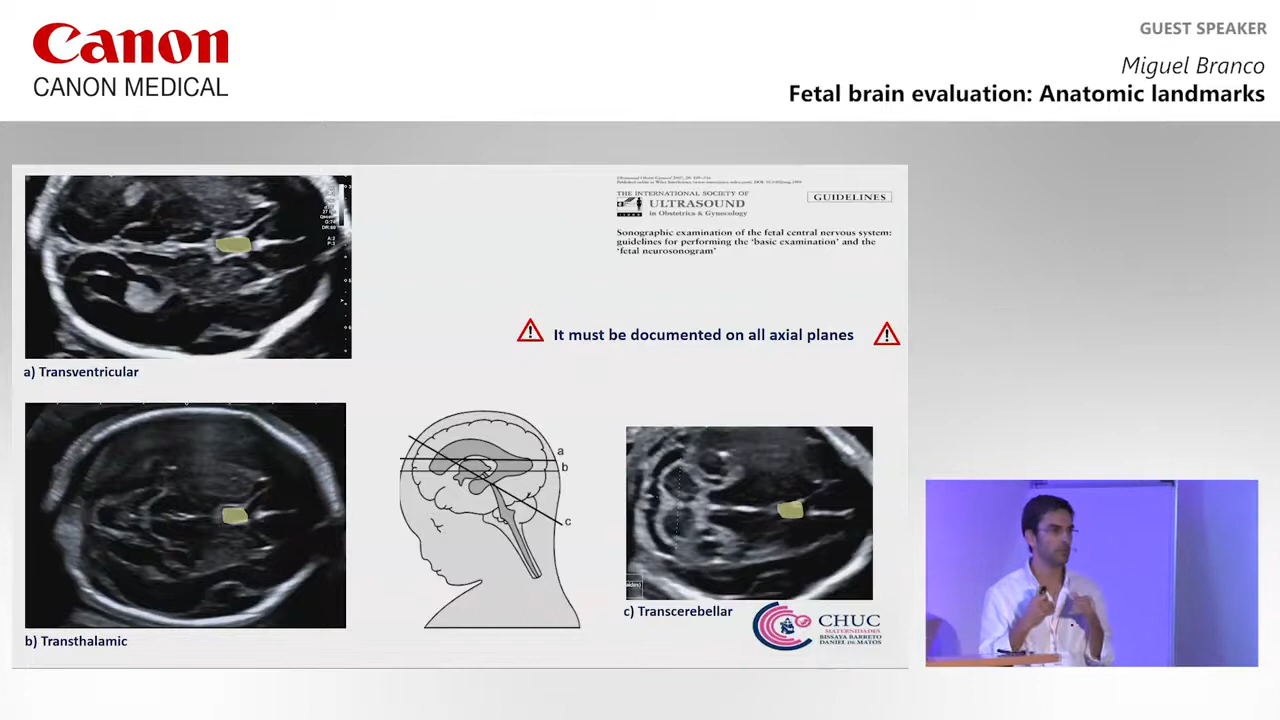 Canon
CANON MEDICAL
GUEST SPEAKER
Miguel Branco
Fetal brain evaluation: Anatomic landmarks
THE INTERNATIONAL SOCIETY OF
ULTRASOUND
in Obstetrics & Gynecology
GUIDELINES
Sonographic examination of the fetal central nervous system:
guidelines for performing the 'basic examination' and the
'fetal neurosonogram'
It must be documented on all axial planes
a) Transventricular
a
b
c
b) Transthalamic
c) Transcerebellar
CHUC
MATERNIDADES
BISSAYA BARRETO
DANIEL DE MATOS